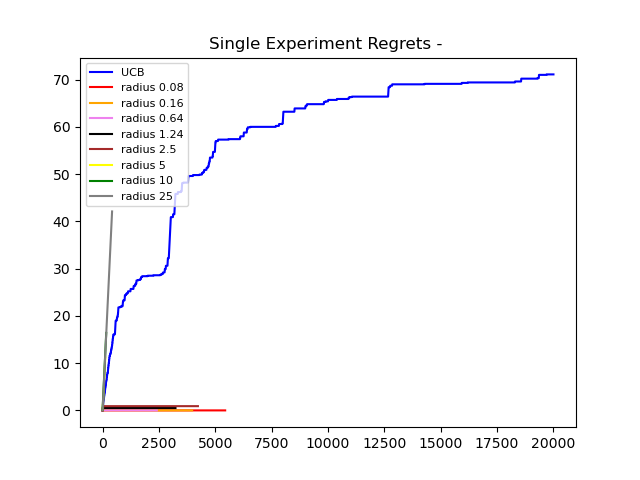 Single Experiment Regrets -
UCB
radius 0.08
radius 0.16
radius 0.64
radius 1.24
radius 2.5
radius 5
radius 10
radius 25
70
60
50
40
30
20
10
0
0 2500 5000 7500 10000 12500 15000 17500 20000